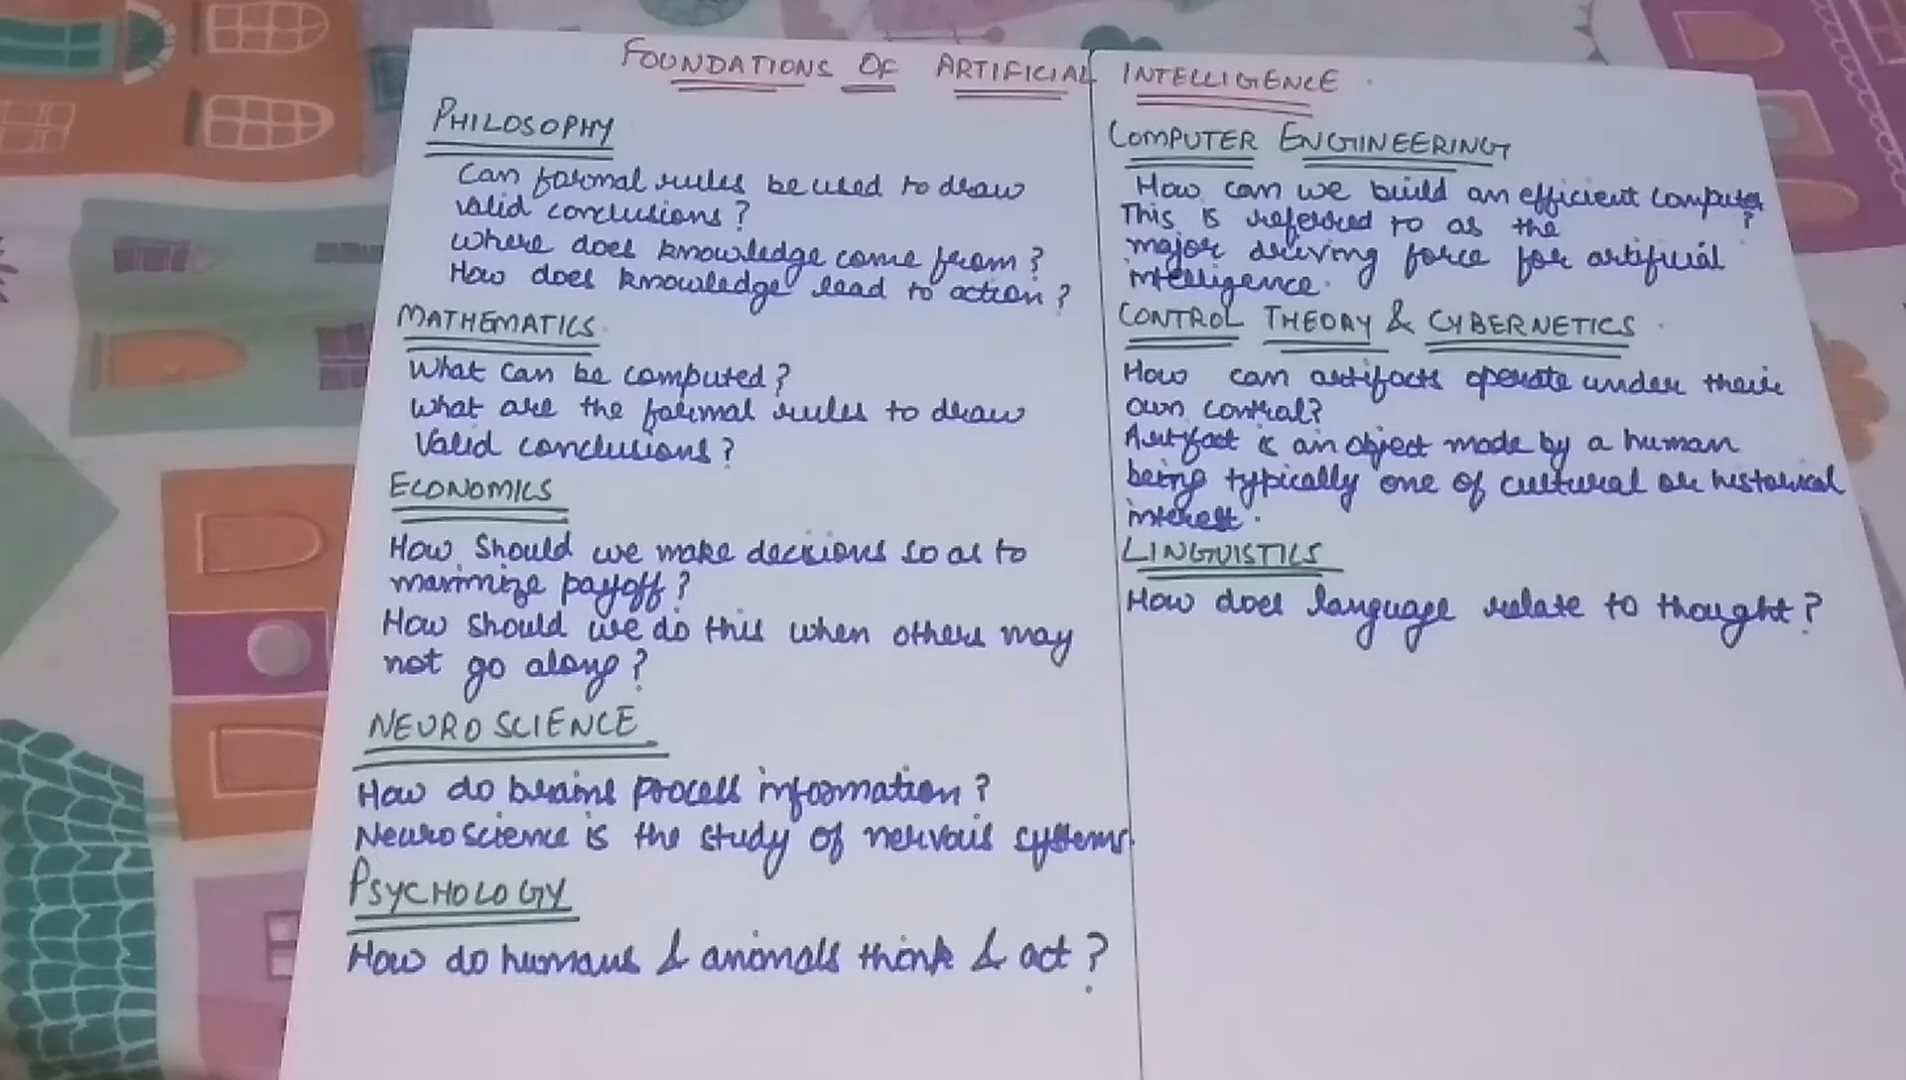 FOUNDATIONS OF ARTIFICIAL INTELLIGENCE.
PHILOSOPHY
Can formal rules be used to draw
valid conclusions?
Where does knowledge come from?
How does knowledge lead to action?
MATHEMATICS.
What can be computed?
What are the formal rules to draw
valid conclusions?
ECONOMICS
How should we make decisions so as to
maximize payoff?
How should we do this when others may
not go along?
NEUROSCIENCE
How do brains process information?
Neuroscience is the study of nervous systems.
PSYCHOLOGY
How do humans & animals think & act?
COMPUTER ENGINEERING
How can we build an efficient computer
?
This is referred to as the
major driving force for artificial
intelligence.
CONTROL THEORY & CYBERNETICS.
How can artifacts operate under their
own control?
Artifact is an object made by a human
being typically one of cultural or historical
interest.
LINGUISTICS
How does language relate to thought?